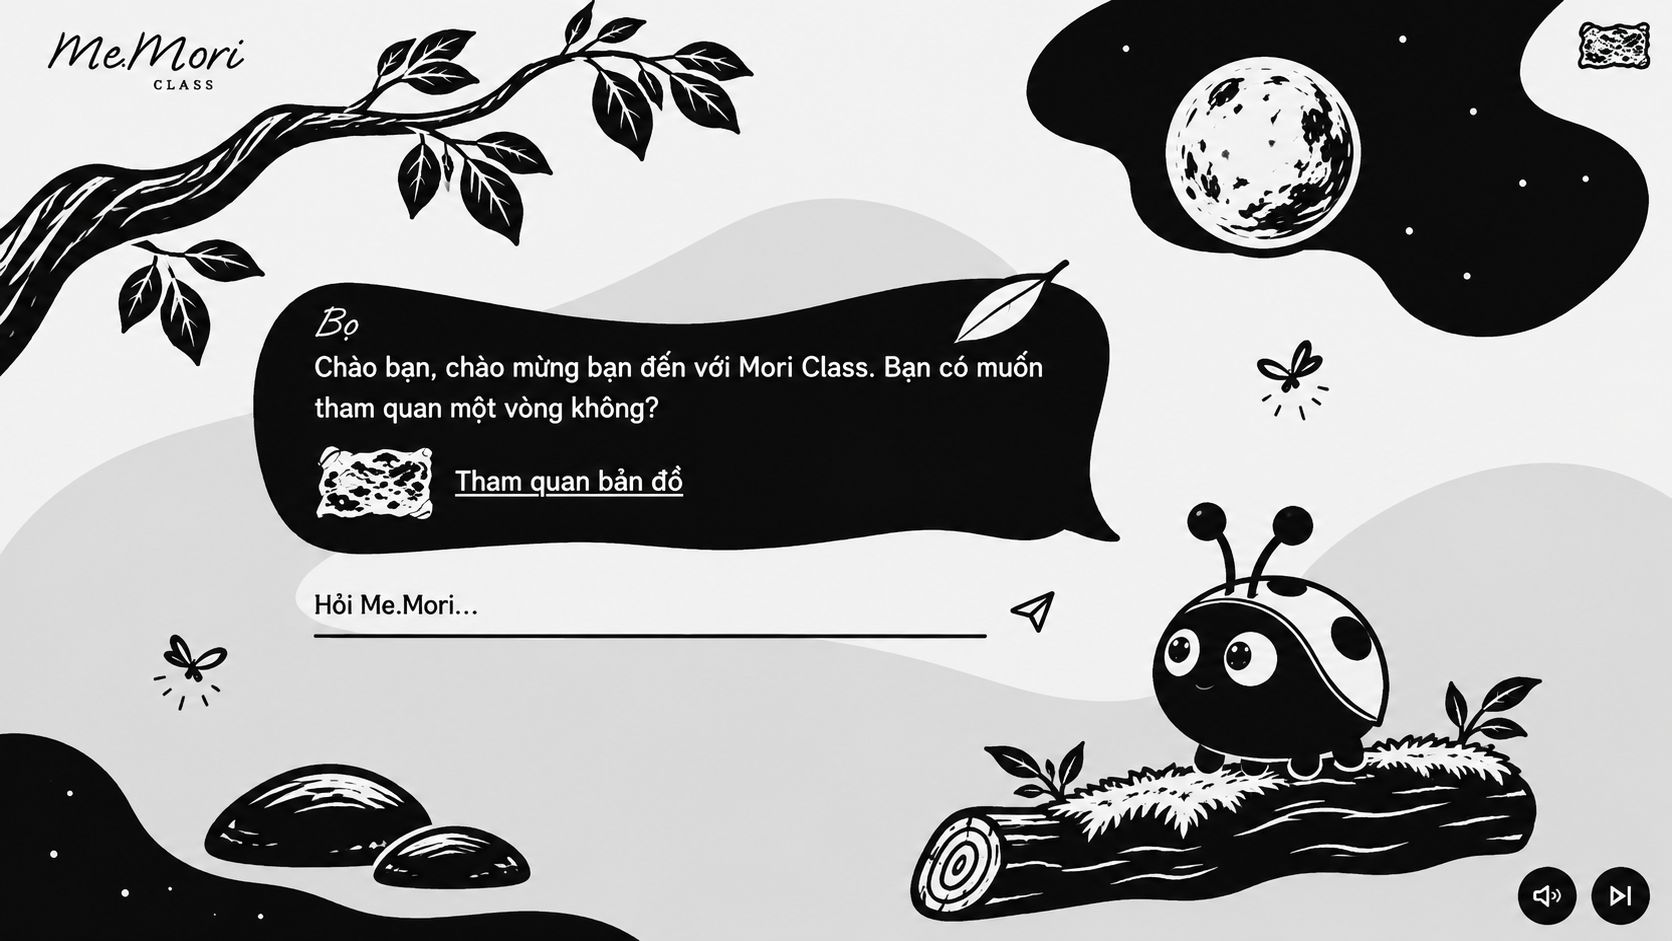 Me.Mori
CLASS
Bọ
Chào bạn, chào mừng bạn đến với Mori Class. Bạn có muốn
tham quan một vòng không?
Tham quan bản đồ
Hỏi Me.Mori...